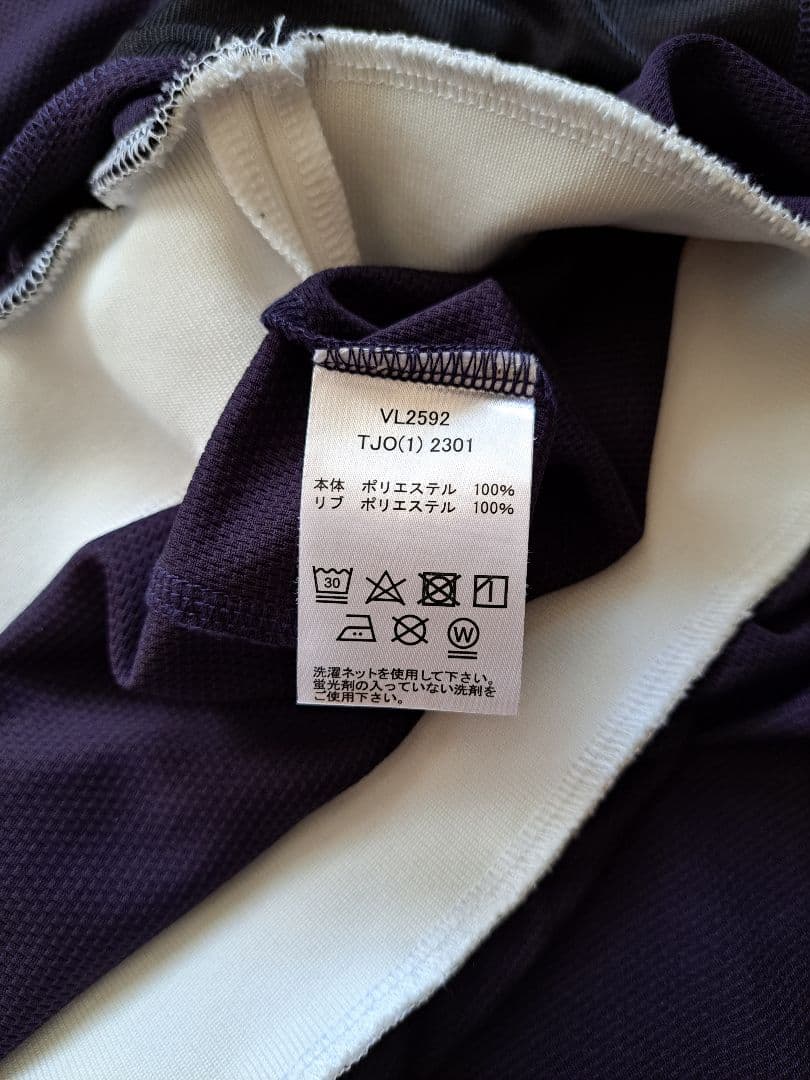 VL2592
TJO(1) 2301
本体 ポリエステル 100%
リブ ポリエステル 100%
30
W
洗濯ネットを使用して下さい。
蛍光剤の入っていない洗剤を
ご使用下さい。